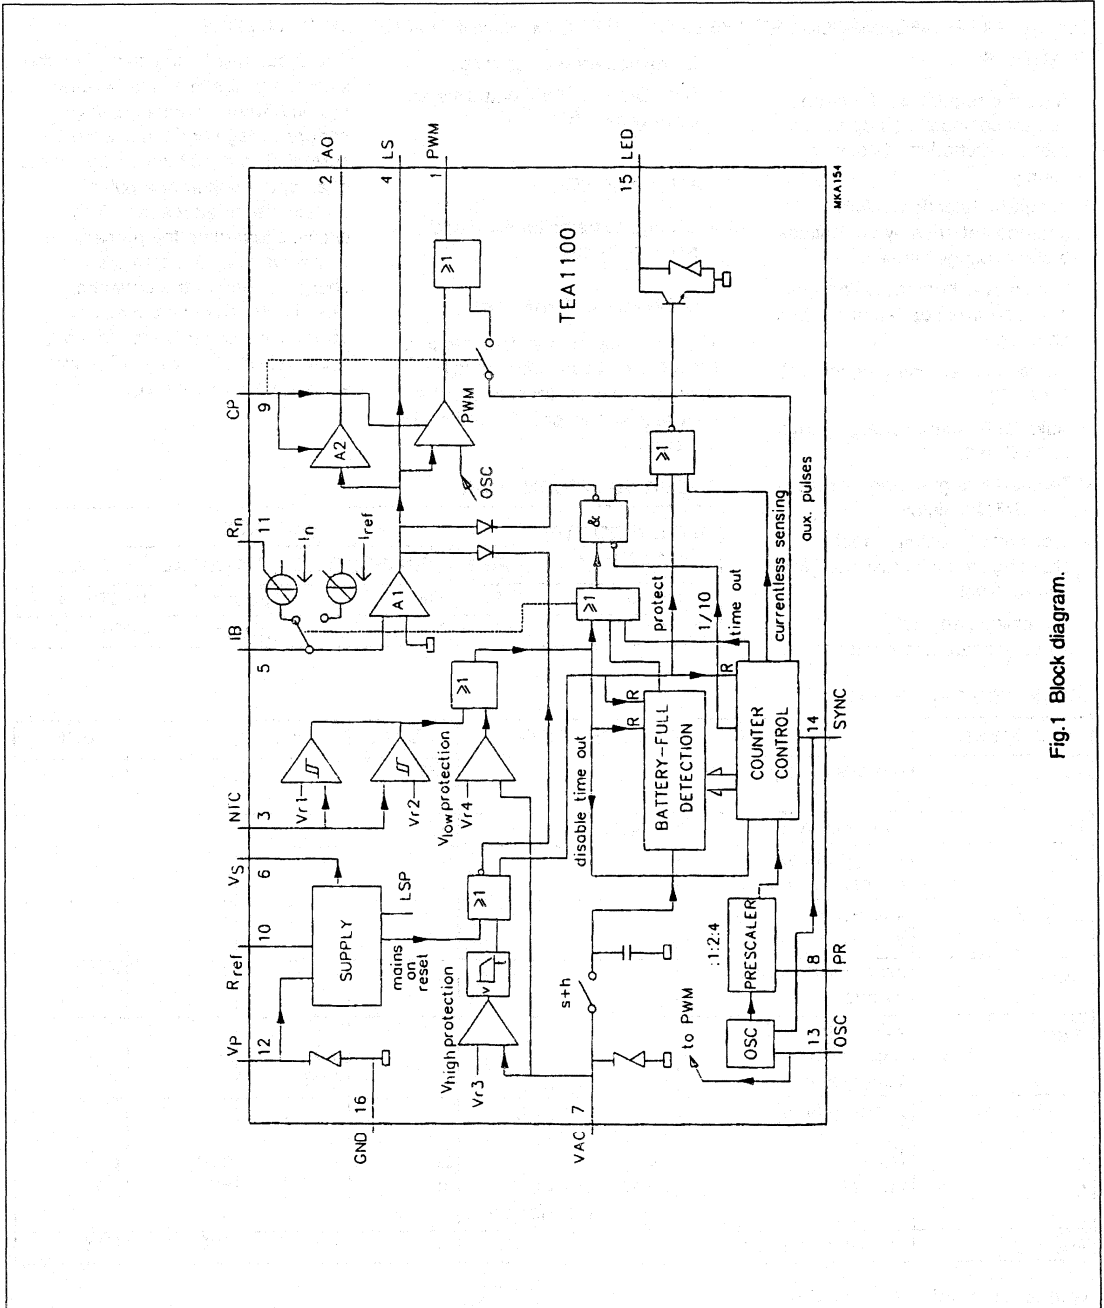 VP
12
Rref
10
VS
6
NTC
3
IB
5
Rn
11
CP
9
AO
2
LS
4
PWM
1
LED
15
GND 16
VAC 7
SUPPLY
LSP
mains
on
reset
Vr1
Vr2
Vlow protection
Vr4
≥1
In
Iref
A1
A2
PWM
OSC
≥1
TEA1100
Vhigh protection
Vr3
v
≥1
≥1
&
≥1
s+h
disable time out
R
R
BATTERY-FULL
DETECTION
protect
1/10
time out
currentless sensing
aux. pulses
R
COUNTER
CONTROL
to PWM
OSC
:1:2:4
PRESCALER
13
OSC
8
PR
14
SYNC
MKA154
Fig.1 Block diagram.